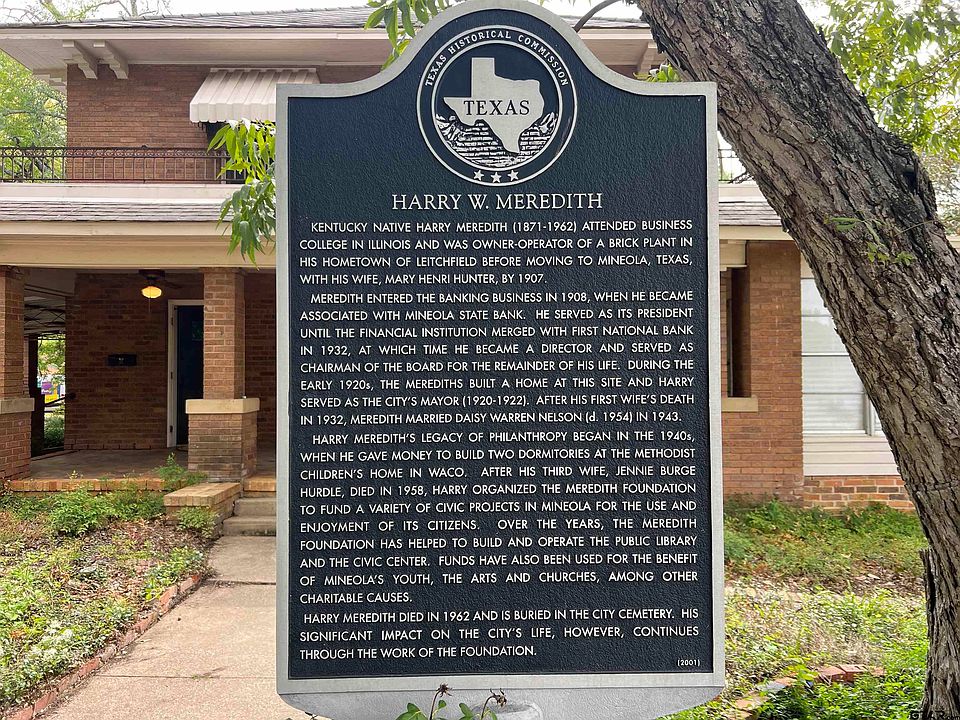 TEXAS HISTORICAL COMMISSION
TEXAS
HARRY W. MEREDITH
KENTUCKY NATIVE HARRY MEREDITH (1871-1962) ATTENDED BUSINESS
COLLEGE IN ILLINOIS AND WAS OWNER-OPERATOR OF A BRICK PLANT IN
HIS HOMETOWN OF LEITCHFIELD BEFORE MOVING TO MINEOLA, TEXAS,
WITH HIS WIFE, MARY HENRI HUNTER, BY 1907.
MEREDITH ENTERED THE BANKING BUSINESS IN 1908, WHEN HE BECAME
ASSOCIATED WITH MINEOLA STATE BANK. HE SERVED AS ITS PRESIDENT
UNTIL THE FINANCIAL INSTITUTION MERGED WITH FIRST NATIONAL BANK
IN 1932, AT WHICH TIME HE BECAME A DIRECTOR AND SERVED AS
CHAIRMAN OF THE BOARD FOR THE REMAINDER OF HIS LIFE. DURING THE
EARLY 1920s, THE MEREDITHS BUILT A HOME AT THIS SITE AND HARRY
SERVED AS THE CITY'S MAYOR (1920-1922). AFTER HIS FIRST WIFE'S DEATH
IN 1932, MEREDITH MARRIED DAISY WARREN NELSON (d. 1954) IN 1943.
HARRY MEREDITH'S LEGACY OF PHILANTHROPY BEGAN IN THE 1940s,
WHEN HE GAVE MONEY TO BUILD TWO DORMITORIES AT THE METHODIST
CHILDREN'S HOME IN WACO. AFTER HIS THIRD WIFE, JENNIE BURGE
HURDLE, DIED IN 1958, HARRY ORGANIZED THE MEREDITH FOUNDATION
TO FUND A VARIETY OF CIVIC PROJECTS IN MINEOLA FOR THE USE AND
ENJOYMENT OF ITS CITIZENS. OVER THE YEARS, THE MEREDITH
FOUNDATION HAS HELPED TO BUILD AND OPERATE THE PUBLIC LIBRARY
AND THE CIVIC CENTER. FUNDS HAVE ALSO BEEN USED FOR THE BENEFIT
OF MINEOLA'S YOUTH, THE ARTS AND CHURCHES, AMONG OTHER
CHARITABLE CAUSES.
HARRY MEREDITH DIED IN 1962 AND IS BURIED IN THE CITY CEMETERY. HIS
SIGNIFICANT IMPACT ON THE CITY'S LIFE, HOWEVER, CONTINUES
THROUGH THE WORK OF THE FOUNDATION.
(2001)